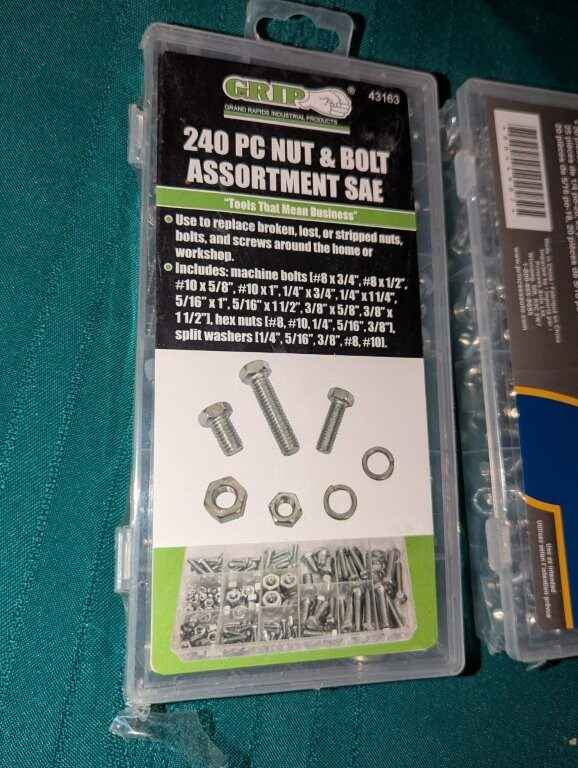 GRIP®
43163
GRAND RAPIDS INDUSTRIAL PRODUCTS
240 PC NUT & BOLT
ASSORTMENT SAE
"Tools That Mean Business"
Use to replace broken, lost, or stripped nuts,
bolts, and screws around the home or
workshop.
Includes: machine bolts [#8 x 3/4", #8 x 1/2",
#10 x 5/8", #10 x 1", 1/4" x 3/4", 1/4" x 1 1/4",
5/16" x 1", 5/16" x 1 1/2", 3/8" x 5/8", 3/8" x
1 1/2"], hex nuts [#8, #10, 1/4", 5/16", 3/8"],
split washers [1/4", 5/16", 3/8", #8, #10].
Use as intended